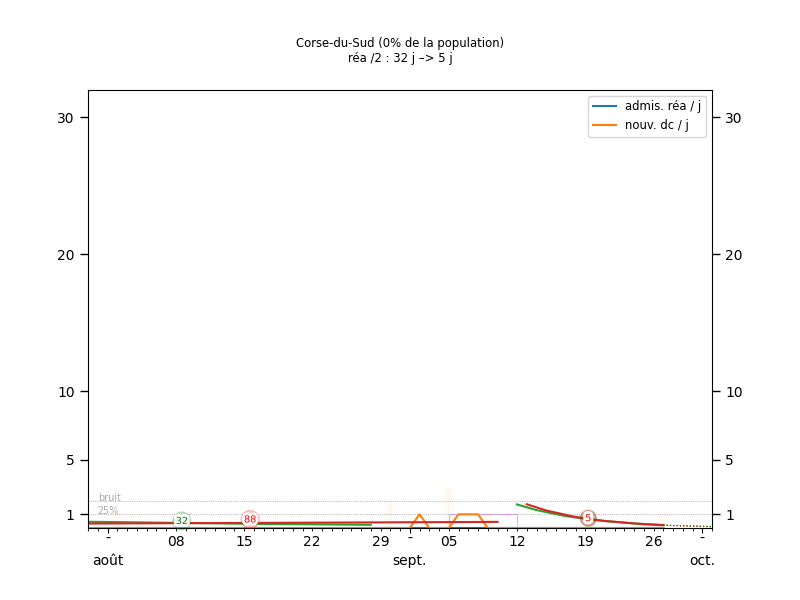 Corse-du-Sud (0% de la population)
réa /2 : 32 j –> 5 j
admis. réa / j
nouv. dc / j
30 30
20 20
10 10
5 5
bruit
25%
1 1
32 88 5
- 08 15 22 29 - 05 12 19 26 -
août sept. oct.